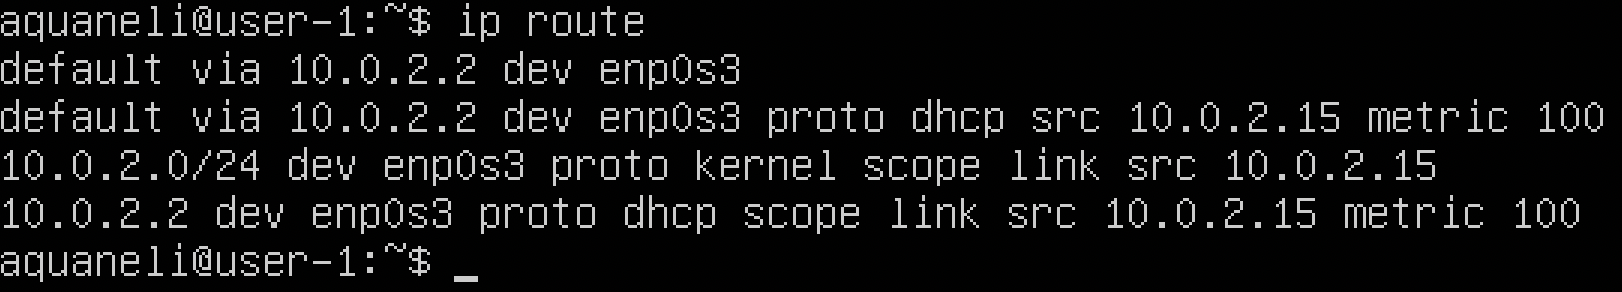 aquaneli@user-1:~$ ip route
default via 10.0.2.2 dev enp0s3
default via 10.0.2.2 dev enp0s3 proto dhcp src 10.0.2.15 metric 100
10.0.2.0/24 dev enp0s3 proto kernel scope link src 10.0.2.15
10.0.2.2 dev enp0s3 proto dhcp scope link src 10.0.2.15 metric 100
aquaneli@user-1:~$ _